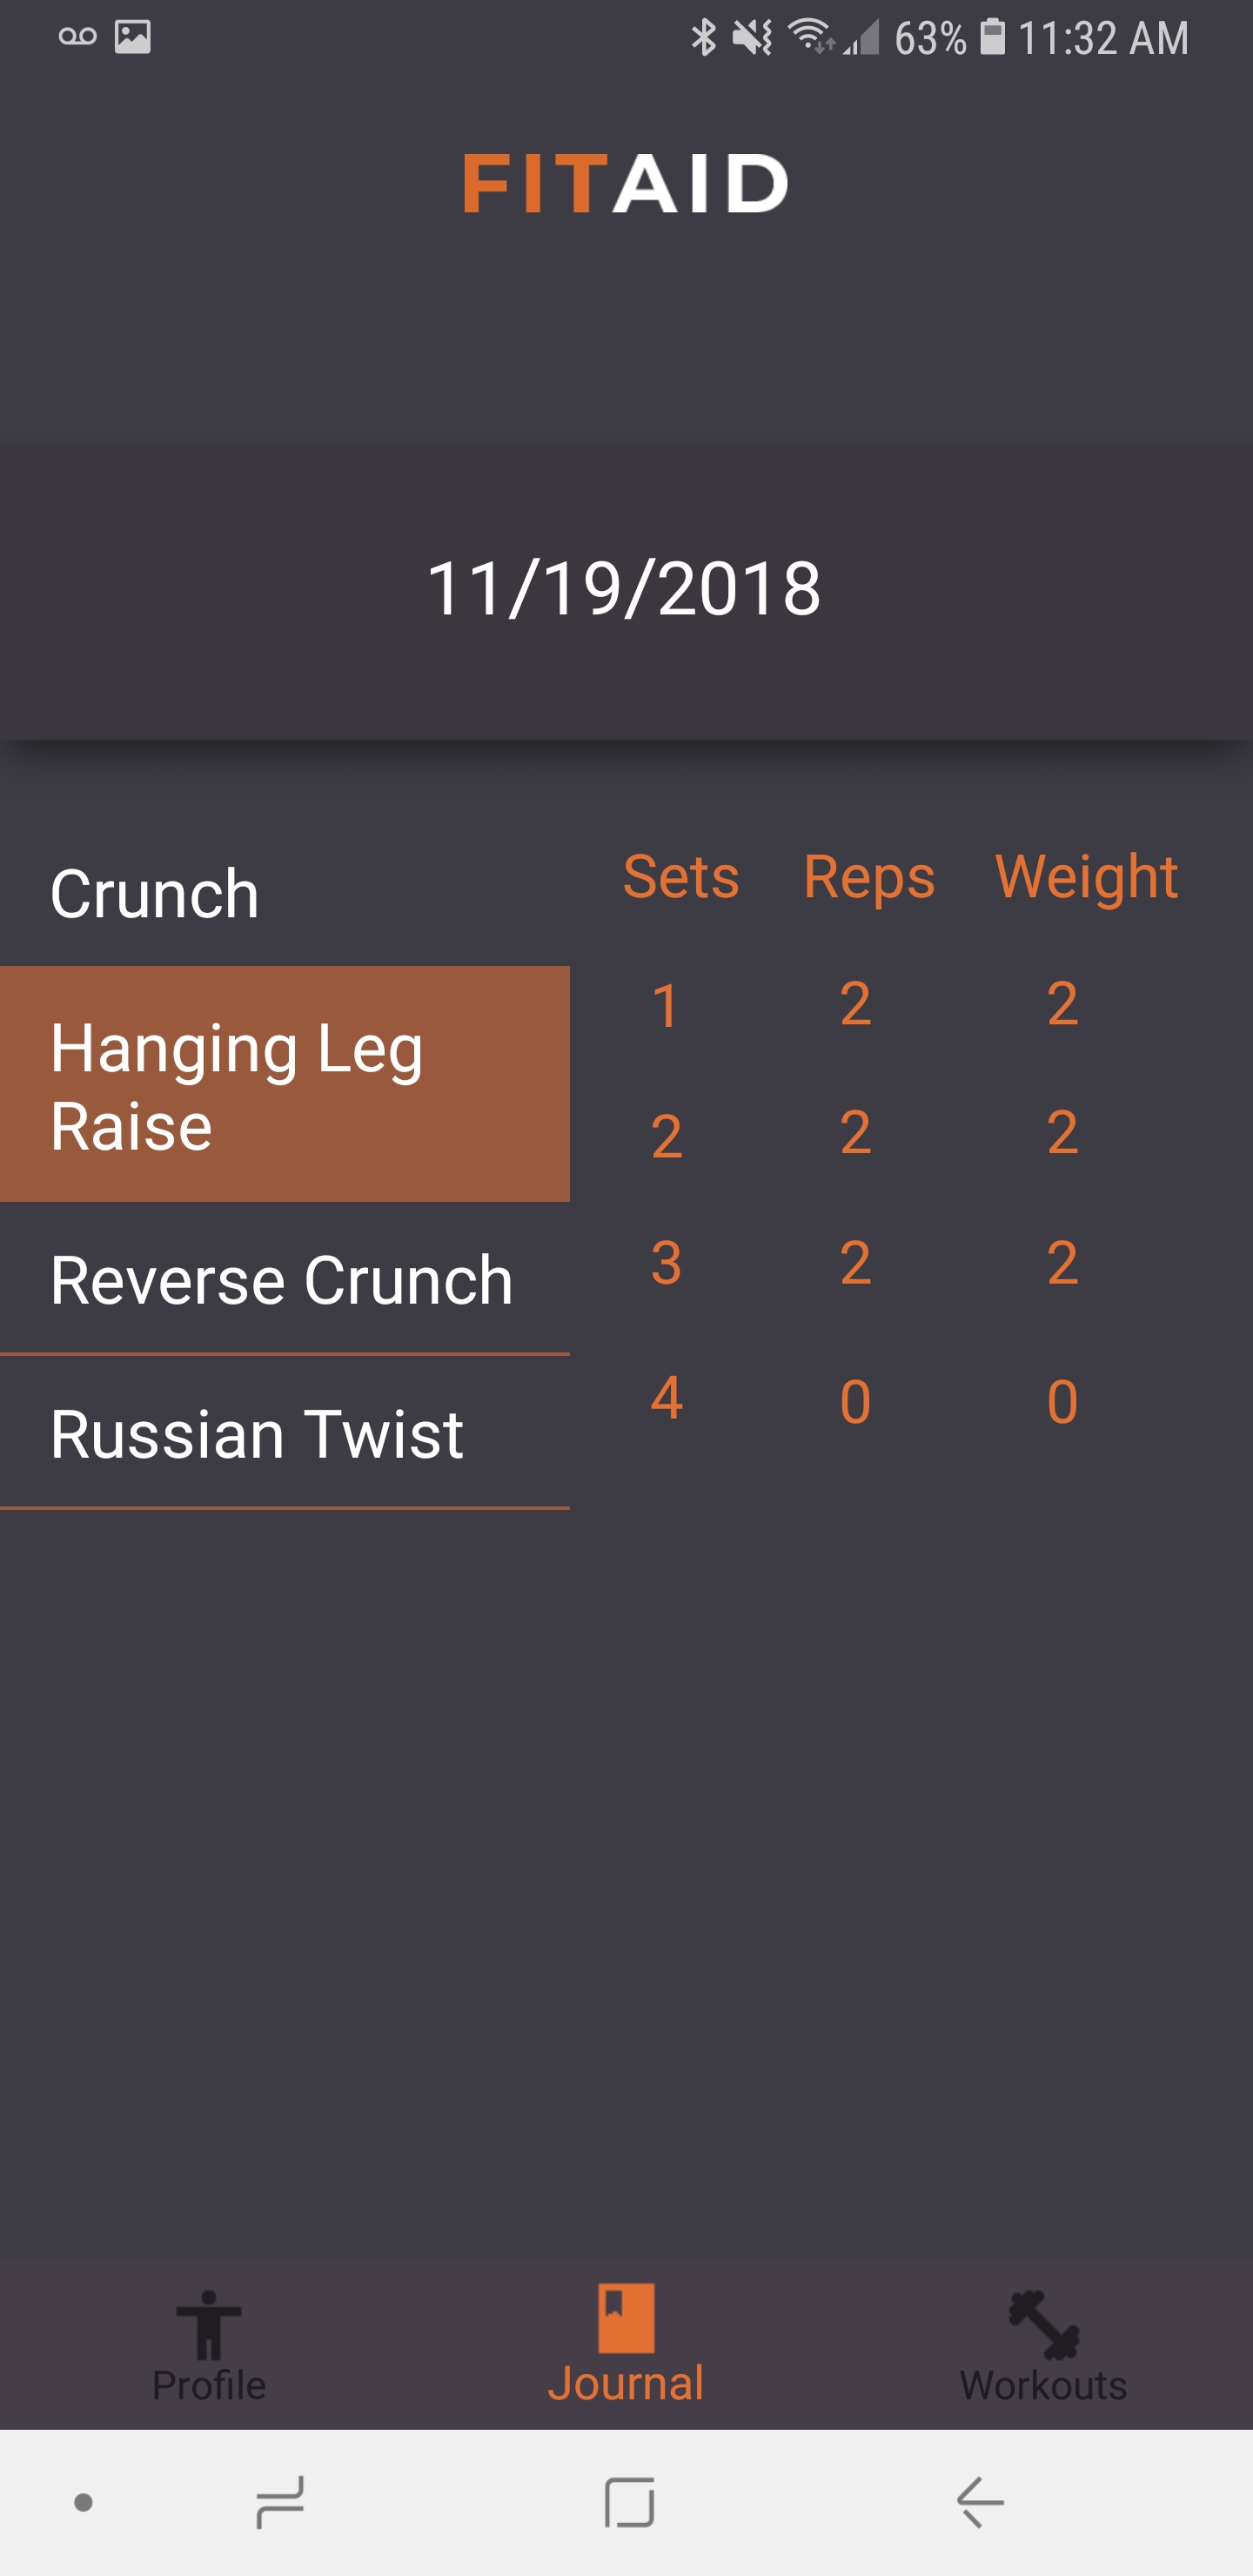 63% 11:32 AM
FITAID
11/19/2018
Crunch
Hanging Leg
Raise
Reverse Crunch
Russian Twist
Sets Reps Weight
1 2 2
2 2 2
3 2 2
4 0 0
Profile Journal Workouts